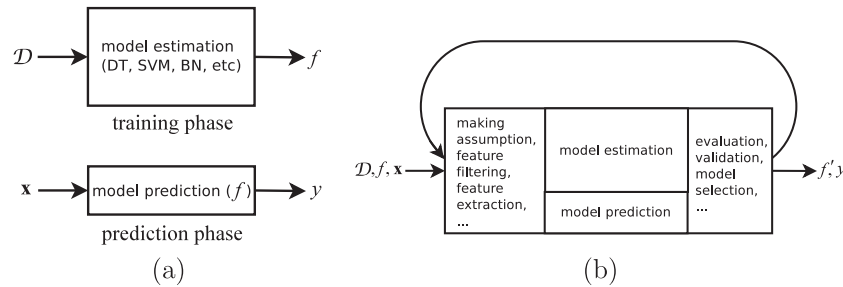 𝒟
model estimation
(DT, SVM, BN, etc)
f
training phase
x
model prediction (f)
y
prediction phase
(a)
𝒟, f, x
making
assumption,
feature
filtering,
feature
extraction,
...
model estimation
model prediction
evaluation,
validation,
model
selection,
...
f′, y
(b)